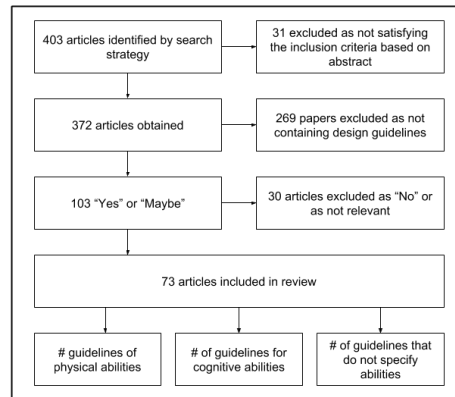 403 articles identified by search
strategy
31 excluded as not satisfying
the inclusion criteria based on
abstract
372 articles obtained
269 papers excluded as not
containing design guidelines
103 “Yes” or “Maybe”
30 articles excluded as “No” or
as not relevant
73 articles included in review
# guidelines of
physical abilities
# of guidelines for
cognitive abilities
# of guidelines that
do not specify
abilities